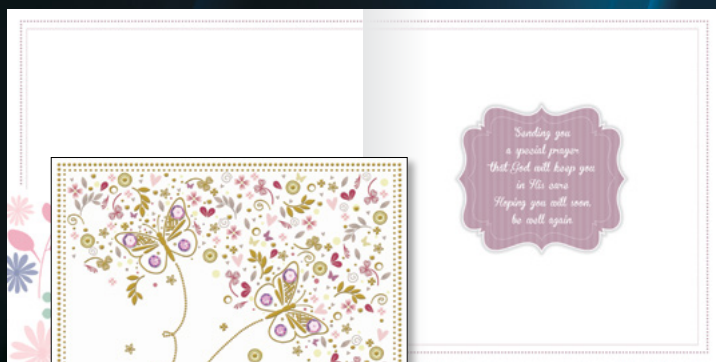 Sending you
a special prayer
that God will keep you
in His care
Hoping you will soon
be well again